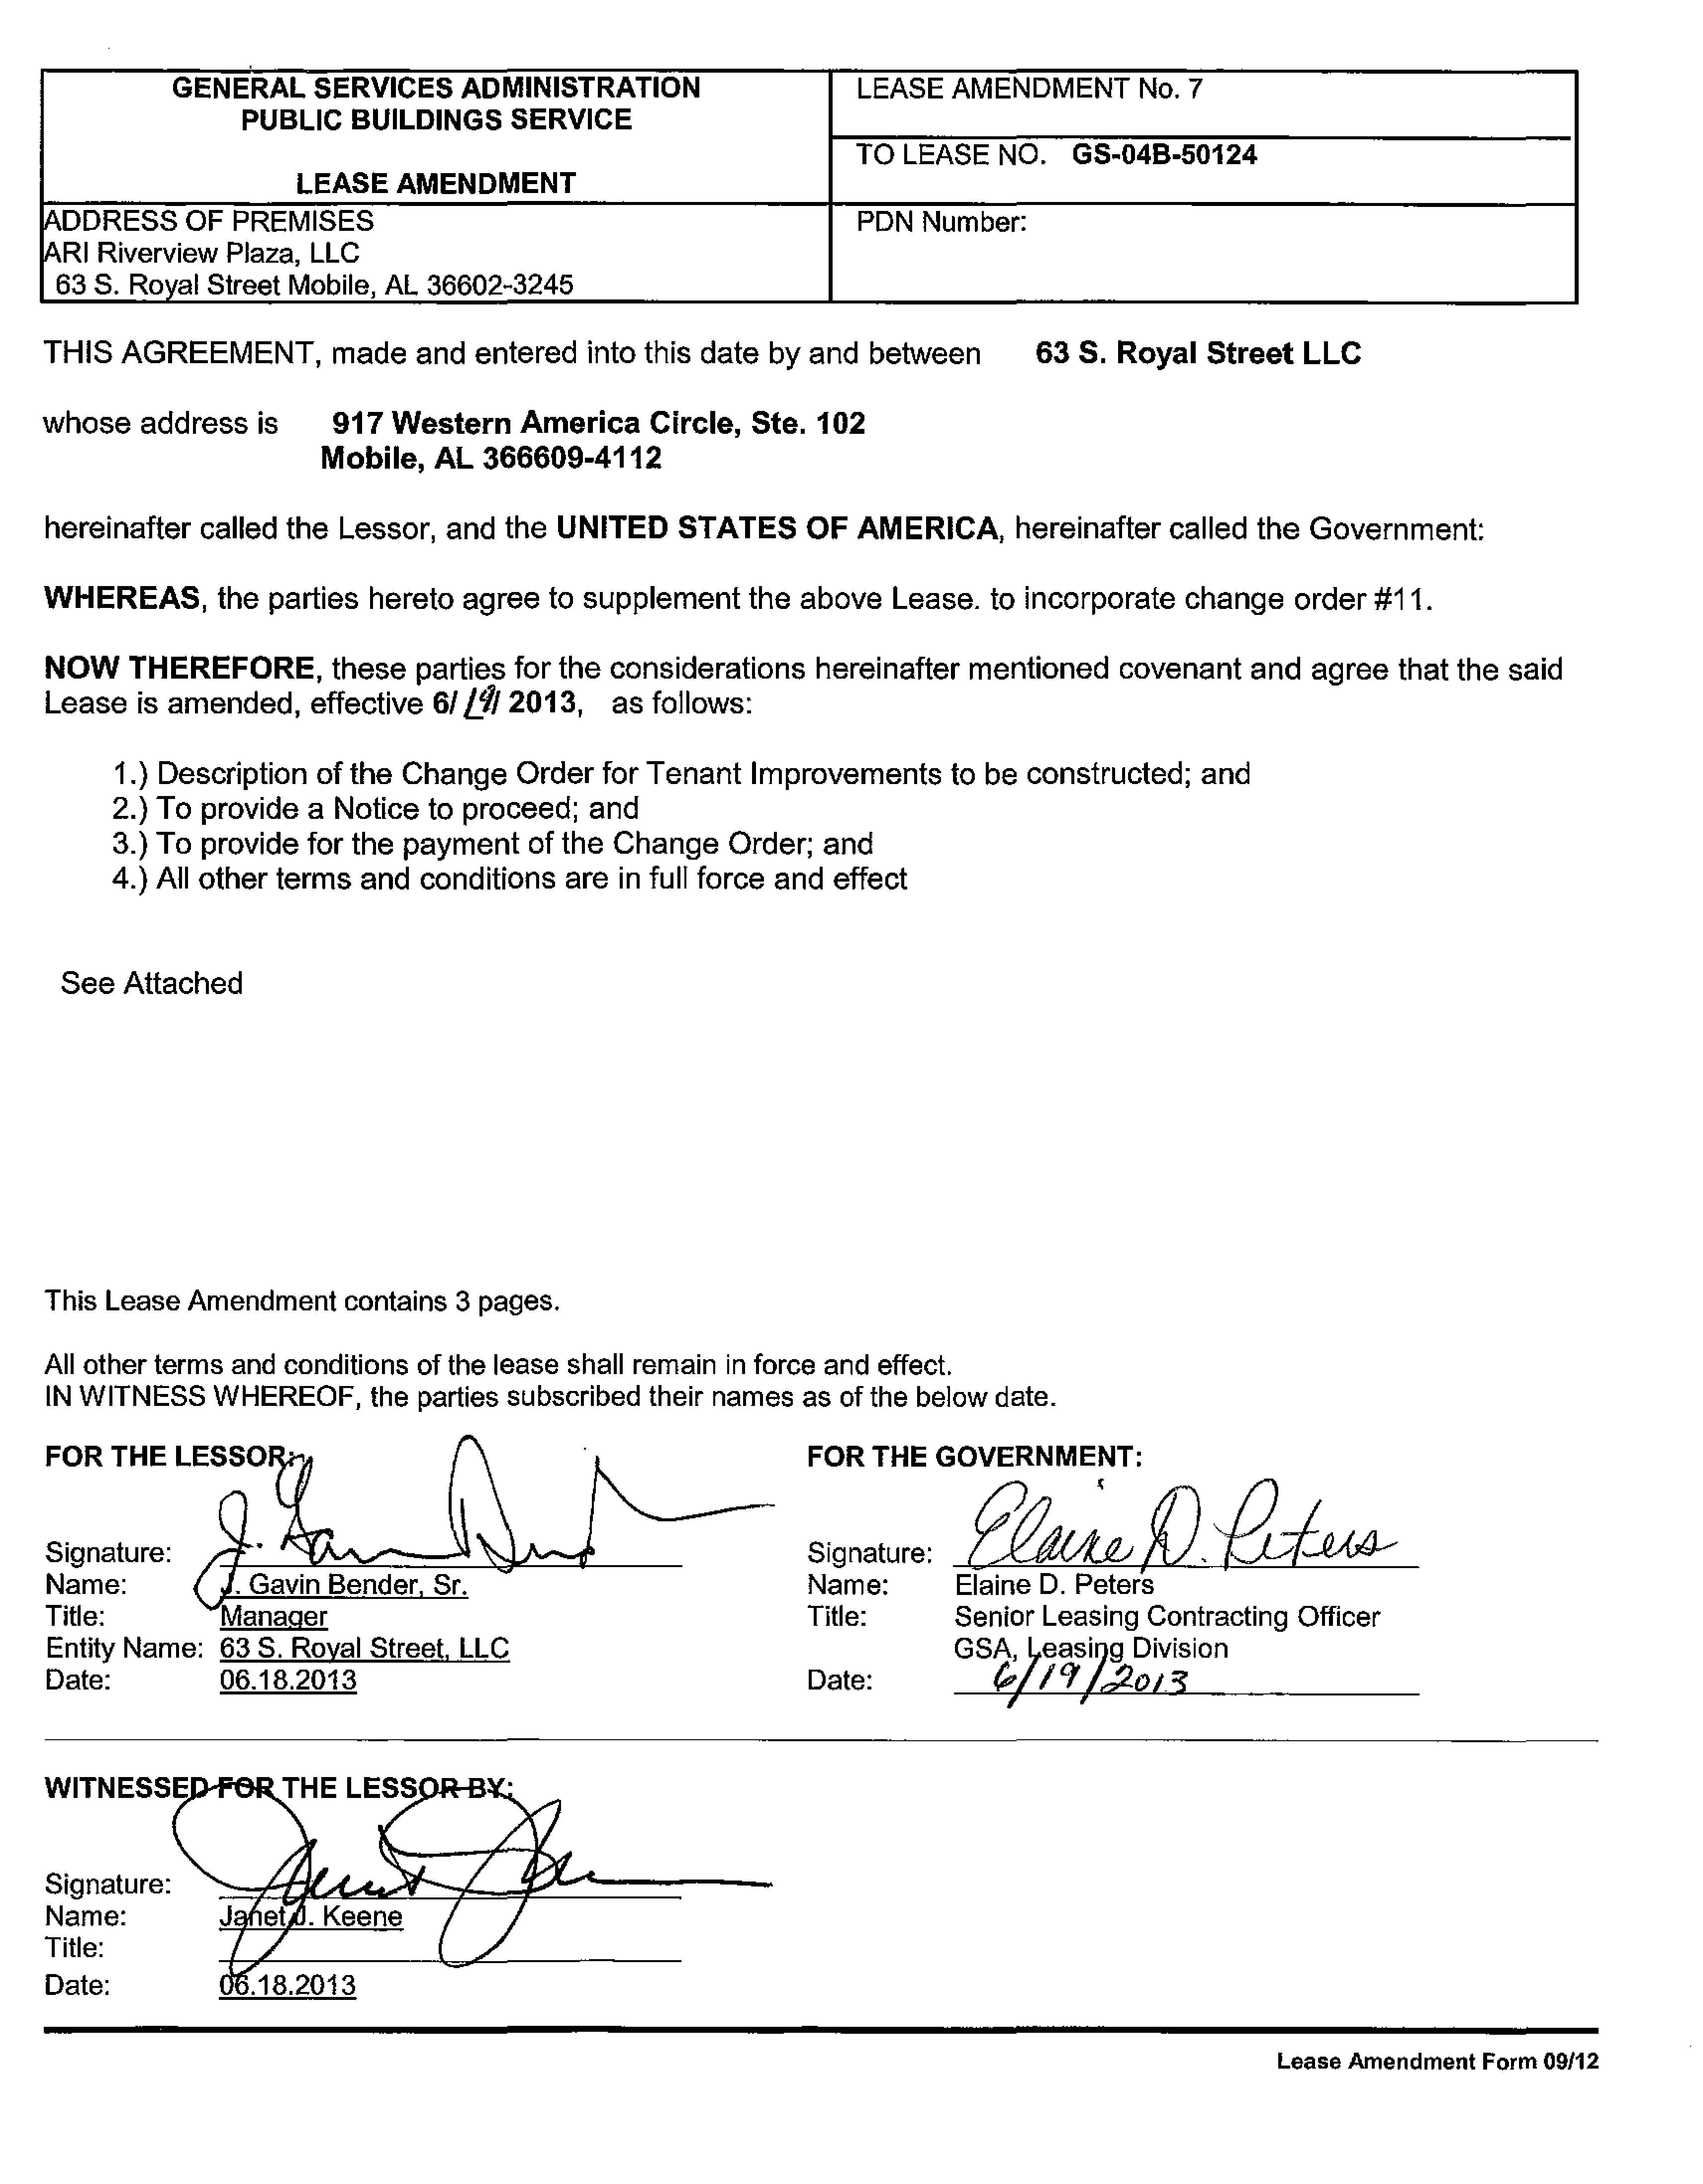 GENERAL SERVICES ADMINISTRATION
PUBLIC BUILDINGS SERVICE
LEASE AMENDMENT
LEASE AMENDMENT No. 7
TO LEASE NO. GS-04B-50124
ADDRESS OF PREMISES
ARI Riverview Plaza, LLC
63 S. Royal Street Mobile, AL 36602-3245
PDN Number:
THIS AGREEMENT, made and entered into this date by and between 63 S. Royal Street LLC
whose address is 917 Western America Circle, Ste. 102
Mobile, AL 366609-4112
hereinafter called the Lessor, and the UNITED STATES OF AMERICA, hereinafter called the Government:
WHEREAS, the parties hereto agree to supplement the above Lease. to incorporate change order #11.
NOW THEREFORE, these parties for the considerations hereinafter mentioned covenant and agree that the said
Lease is amended, effective 6/ 19/ 2013, as follows:
1.) Description of the Change Order for Tenant Improvements to be constructed; and
2.) To provide a Notice to proceed; and
3.) To provide for the payment of the Change Order; and
4.) All other terms and conditions are in full force and effect
See Attached
This Lease Amendment contains 3 pages.
All other terms and conditions of the lease shall remain in force and effect.
IN WITNESS WHEREOF, the parties subscribed their names as of the below date.
FOR THE LESSOR:
Signature:
Name: J. Gavin Bender, Sr.
Title: Manager
Entity Name: 63 S. Royal Street, LLC
Date: 06.18.2013
FOR THE GOVERNMENT:
Signature: Elaine D. Peters
Name: Elaine D. Peters
Title: Senior Leasing Contracting Officer
GSA, Leasing Division
Date: 6/19/2013
WITNESSED FOR THE LESSOR BY:
Signature:
Name: Janet J. Keene
Title:
Date: 06.18.2013
Lease Amendment Form 09/12